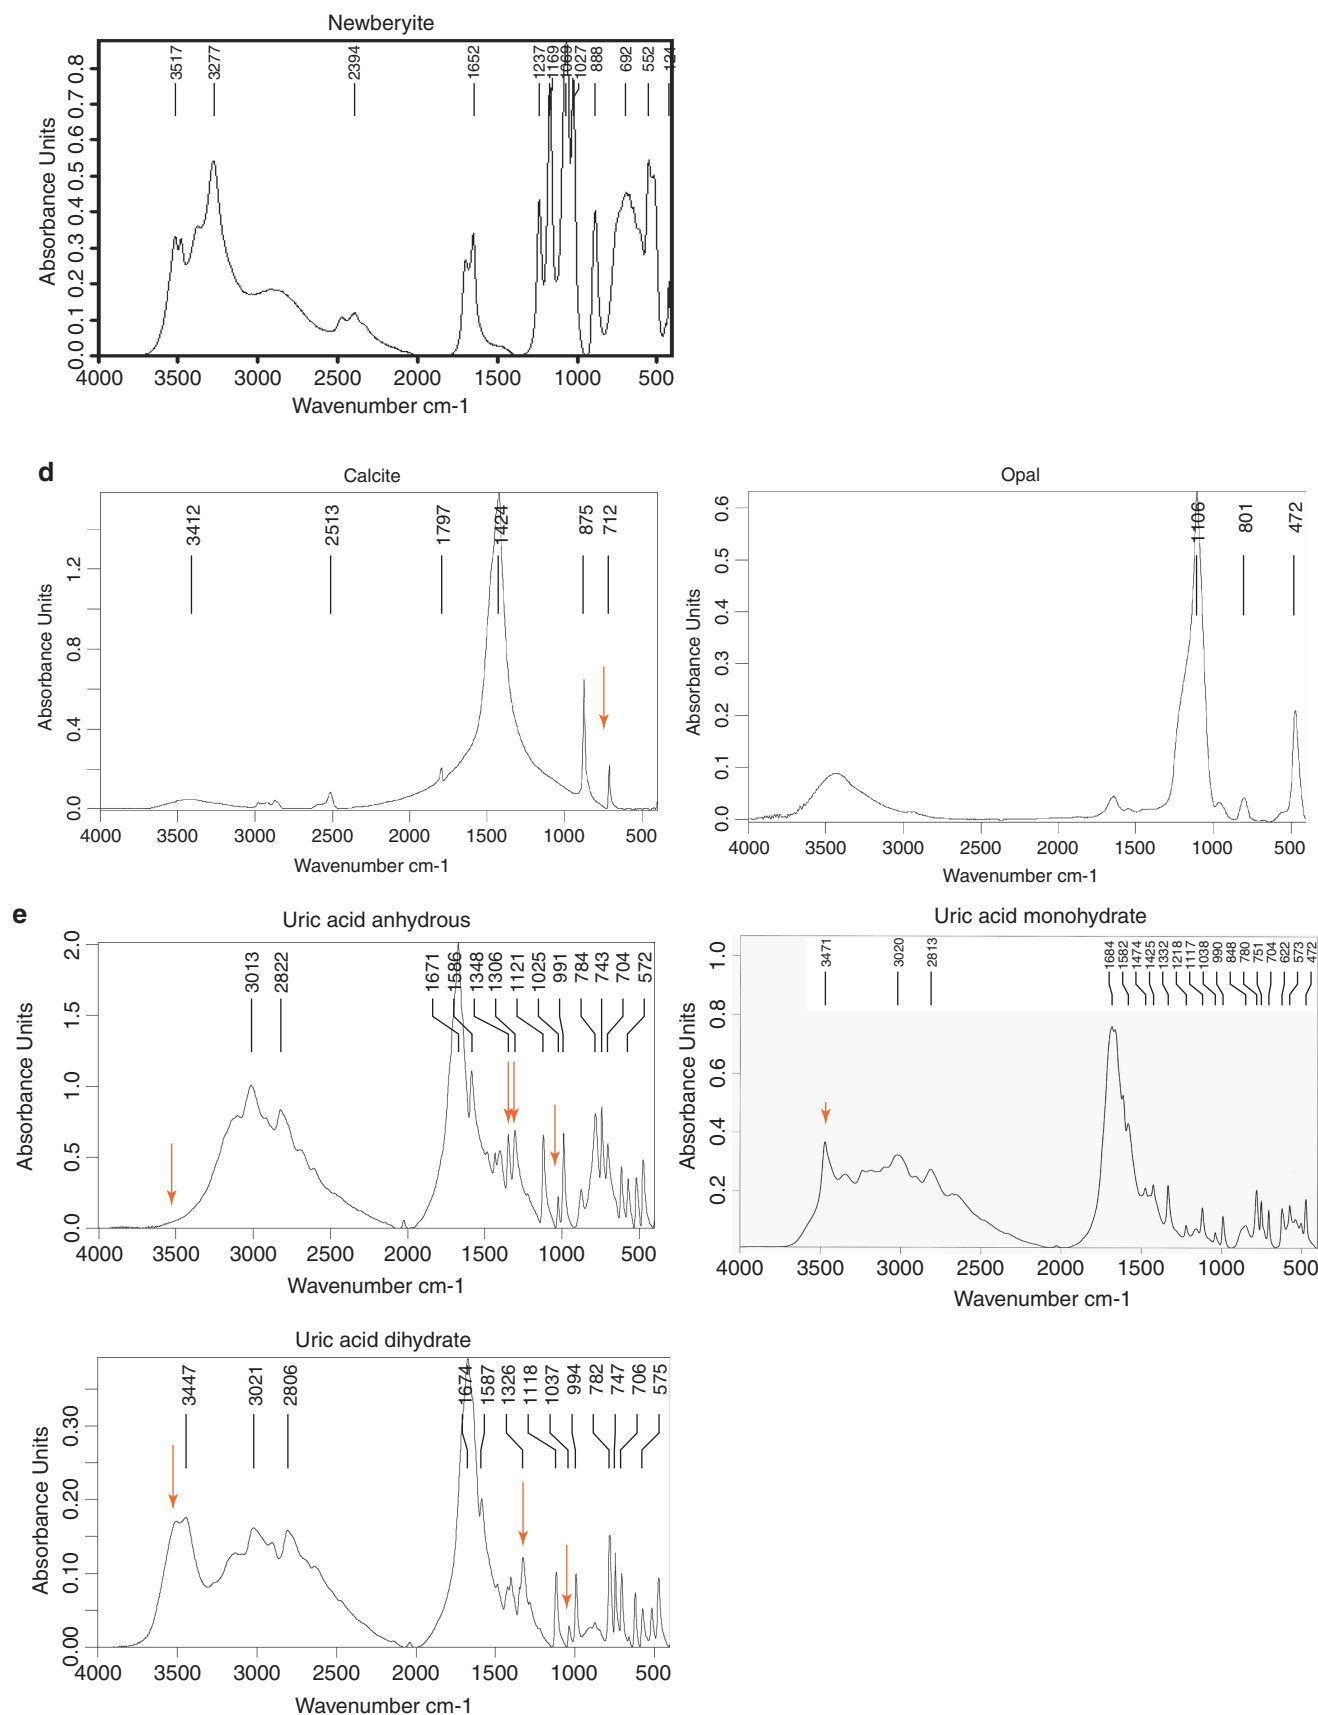 Newberyite
3517 3277 2394 1652 1237 1169 1069 1027 888 692 552 424
Absorbance Units
0.8
0.7
0.6
0.5
0.4
0.3
0.2
0.1
0.0
4000 3500 3000 2500 2000 1500 1000 500
Wavenumber cm-1
d
Calcite
3412 2513 1797 1424 875 712
Absorbance Units
1.2
0.8
0.4
0.0
4000 3500 3000 2500 2000 1500 1000 500
Wavenumber cm-1
Opal
1106 801 472
Absorbance Units
0.6
0.5
0.4
0.3
0.2
0.1
0.0
4000 3500 3000 2500 2000 1500 1000 500
Wavenumber cm-1
e
Uric acid anhydrous
3013 2822 1671 1586 1348 1306 1121 1025 991 784 743 704 572
Absorbance Units
2.0
1.5
1.0
0.5
0.0
4000 3500 3000 2500 2000 1500 1000 500
Wavenumber cm-1
Uric acid monohydrate
3471 3020 2813 1684 1582 1474 1425 1332 1218 1117 1038 990 848 780 751 704 622 573 472
Absorbance Units
1.0
0.8
0.6
0.4
0.2
4000 3500 3000 2500 2000 1500 1000 500
Wavenumber cm-1
Uric acid dihydrate
3447 3021 2806 1674 1587 1326 1118 1037 994 782 747 706 575
Absorbance Units
0.30
0.20
0.10
0.00
4000 3500 3000 2500 2000 1500 1000 500
Wavenumber cm-1